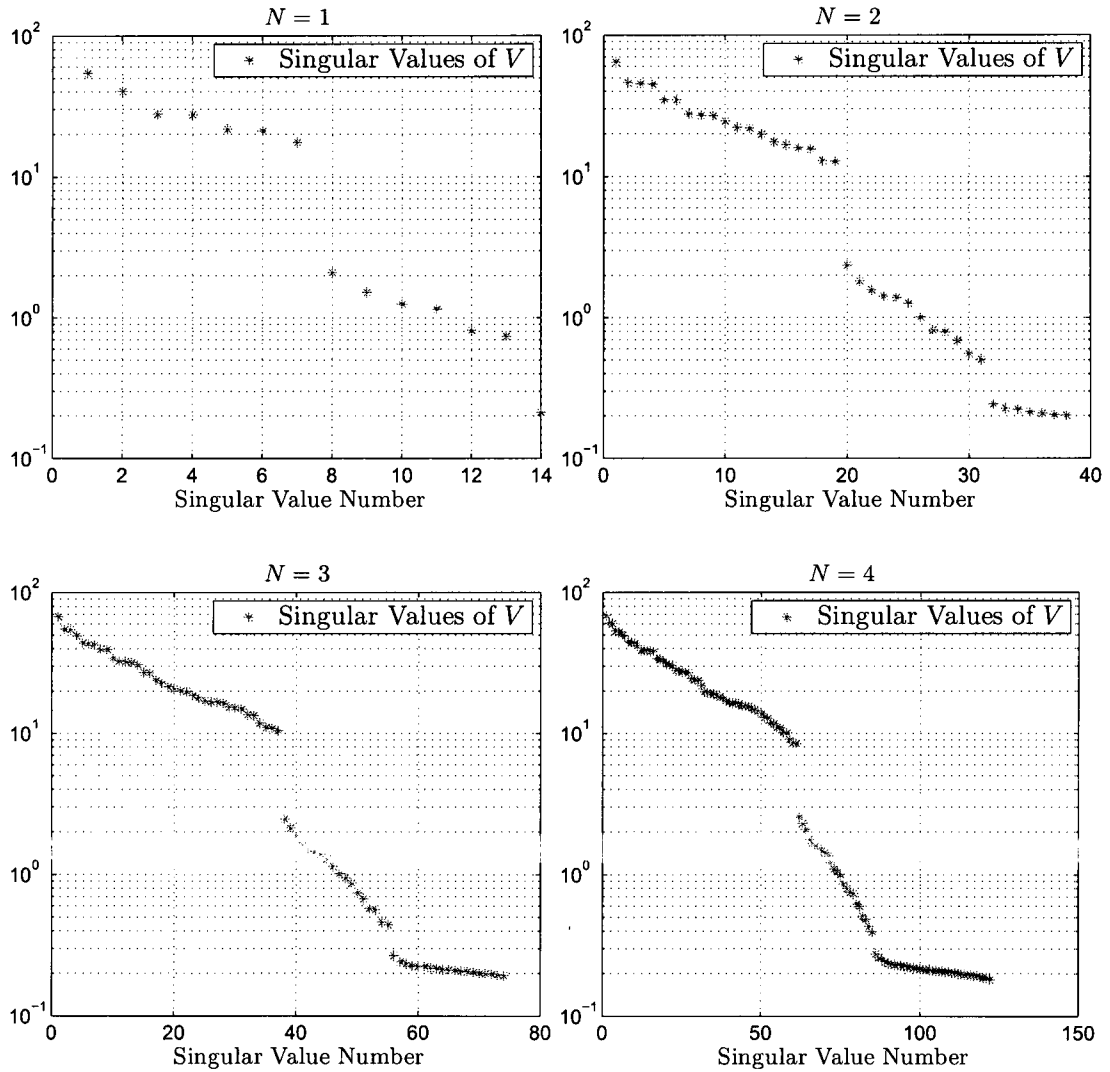 N = 1
10^2
10^1
10^0
10^−1
* Singular Values of V
0 2 4 6 8 10 12 14
Singular Value Number
N = 2
10^2
10^1
10^0
10^−1
* Singular Values of V
0 10 20 30 40
Singular Value Number
N = 3
10^2
10^1
10^0
10^−1
* Singular Values of V
0 20 40 60 80
Singular Value Number
N = 4
10^2
10^1
10^0
10^−1
* Singular Values of V
0 50 100 150
Singular Value Number